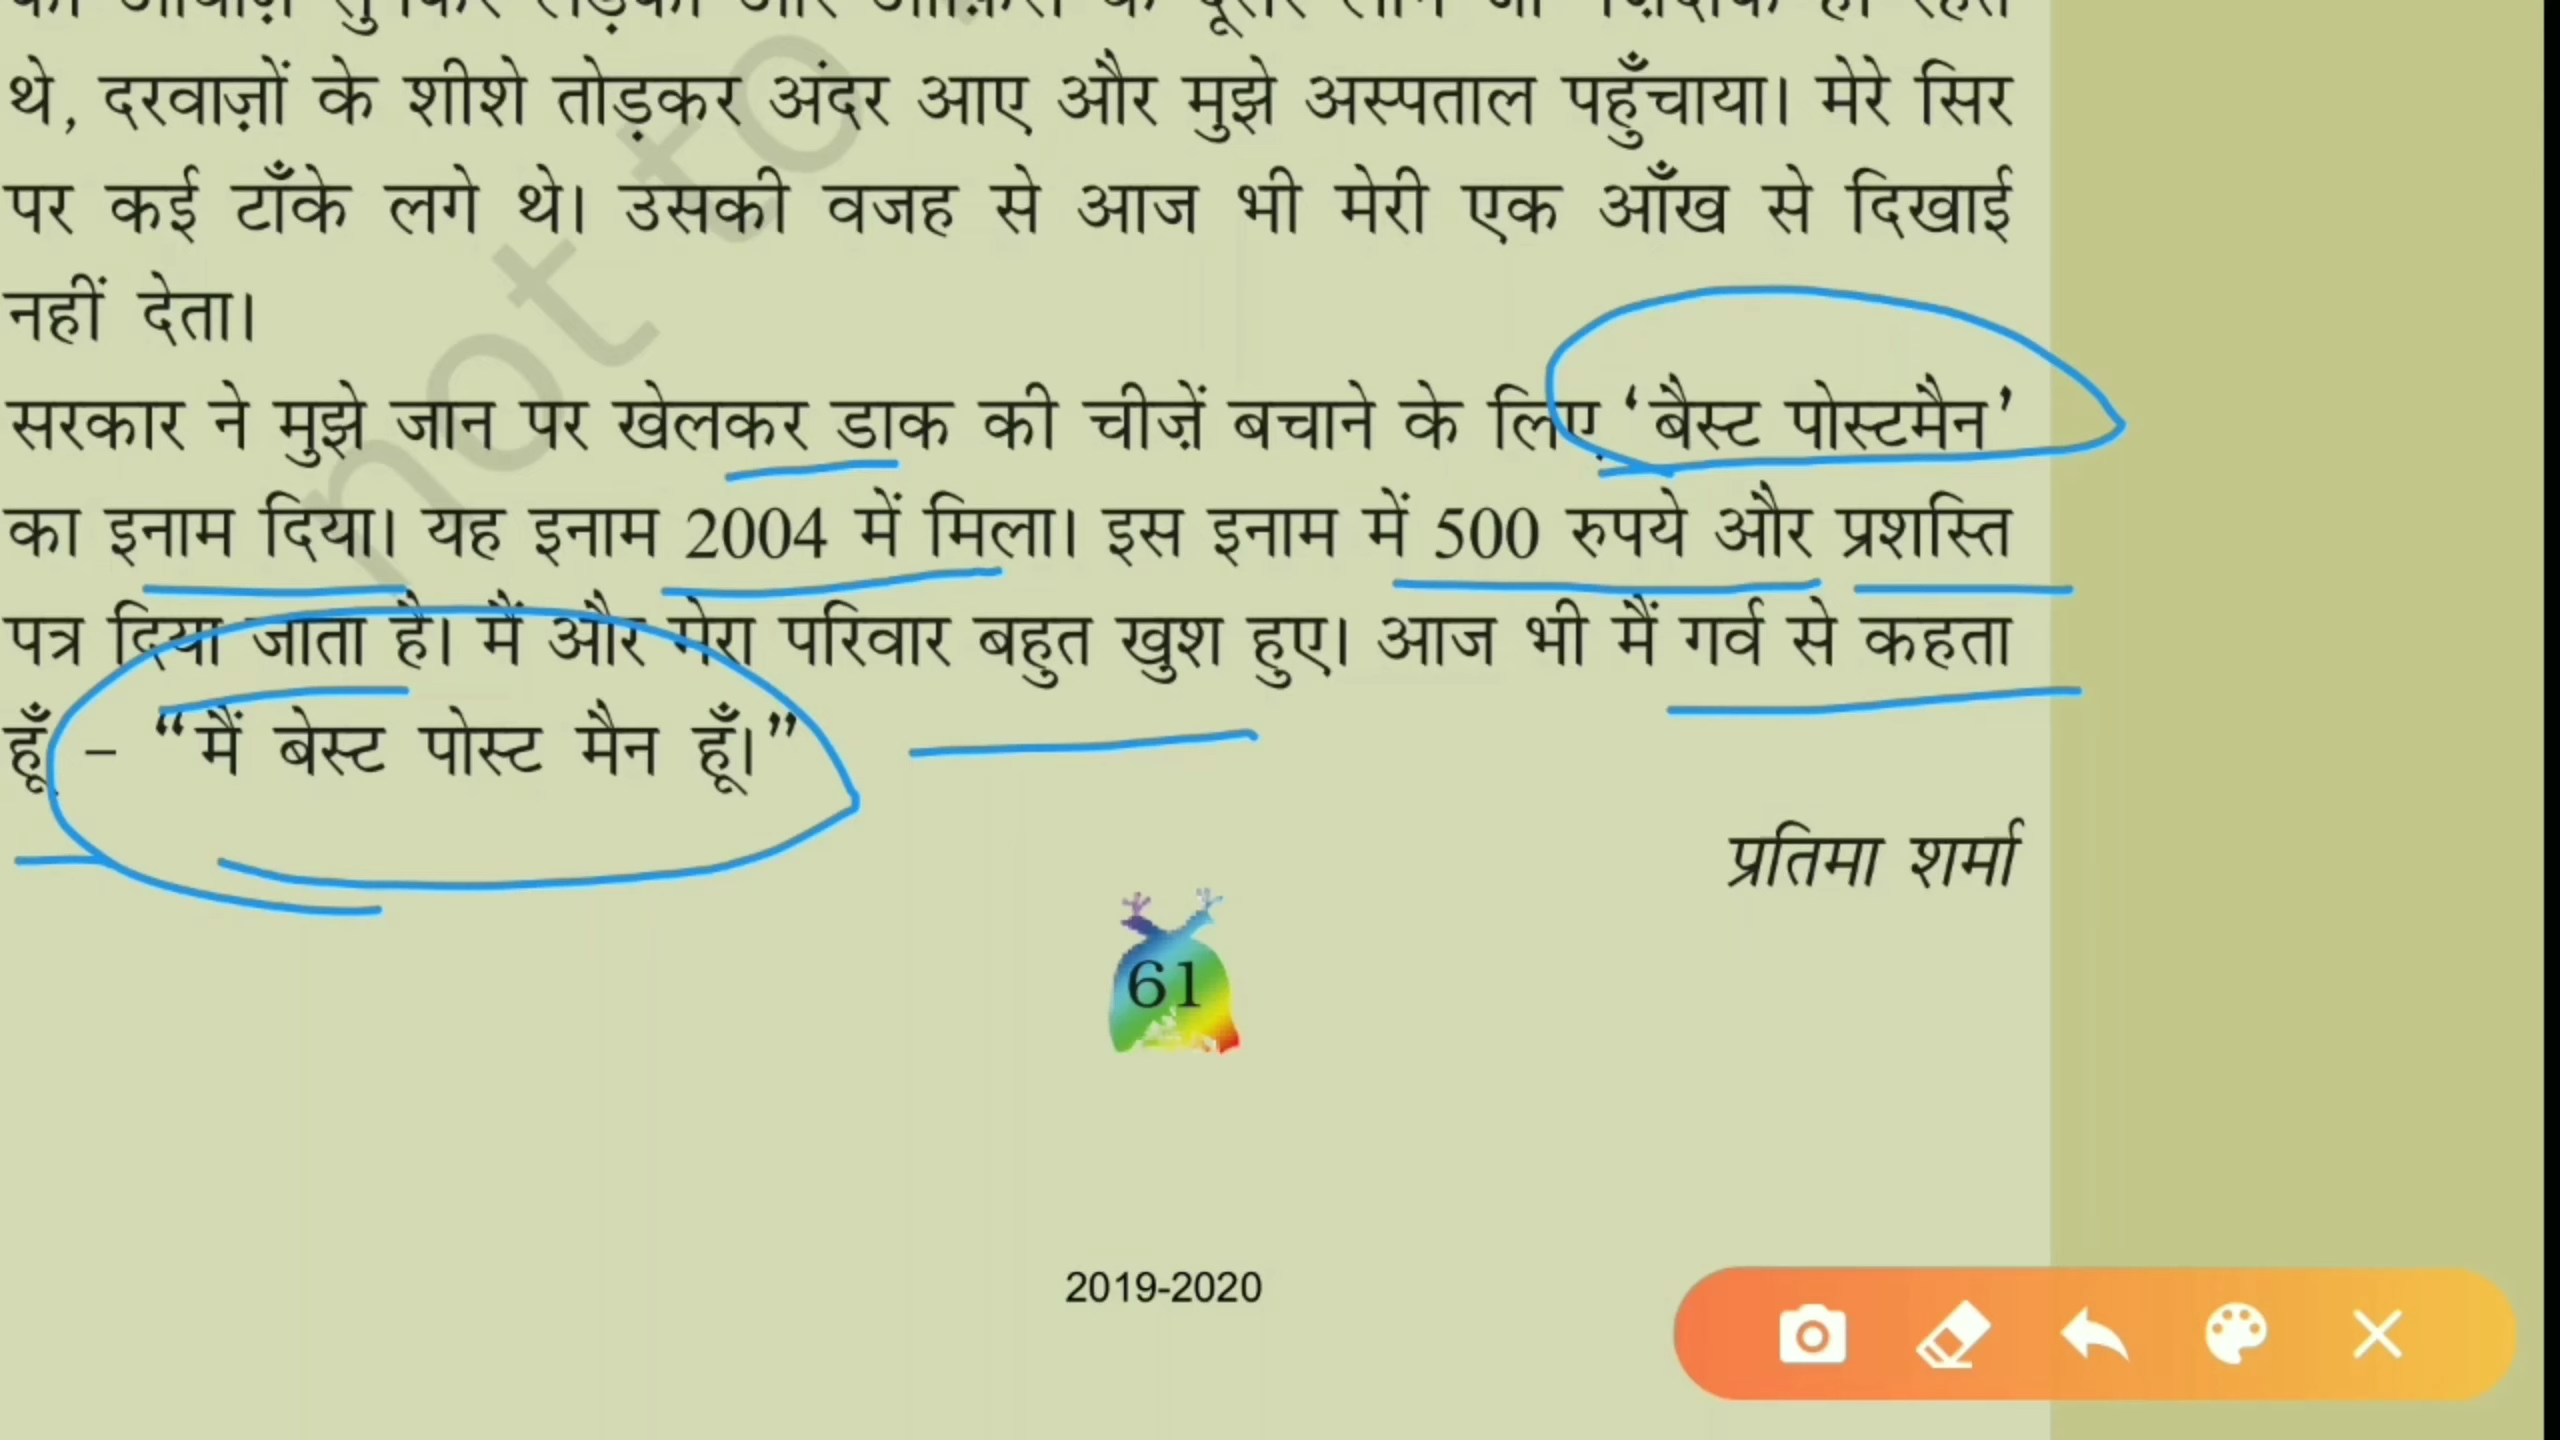 थे, दरवाज़ों के शीशे तोड़कर अंदर आए और मुझे अस्पताल पहुँचाया। मेरे सिर
पर कई टाँके लगे थे। उसकी वजह से आज भी मेरी एक आँख से दिखाई
नहीं देता।
सरकार ने मुझे जान पर खेलकर डाक की चीज़ें बचाने के लिए ‘बैस्ट पोस्टमैन’
का इनाम दिया। यह इनाम 2004 में मिला। इस इनाम में 500 रुपये और प्रशस्ति
पत्र दिया जाता है। मैं और मेरा परिवार बहुत खुश हुए। आज भी मैं गर्व से कहता
हूँ – “मैं बेस्ट पोस्ट मैन हूँ।”
प्रतिमा शर्मा
61
2019-2020
not to